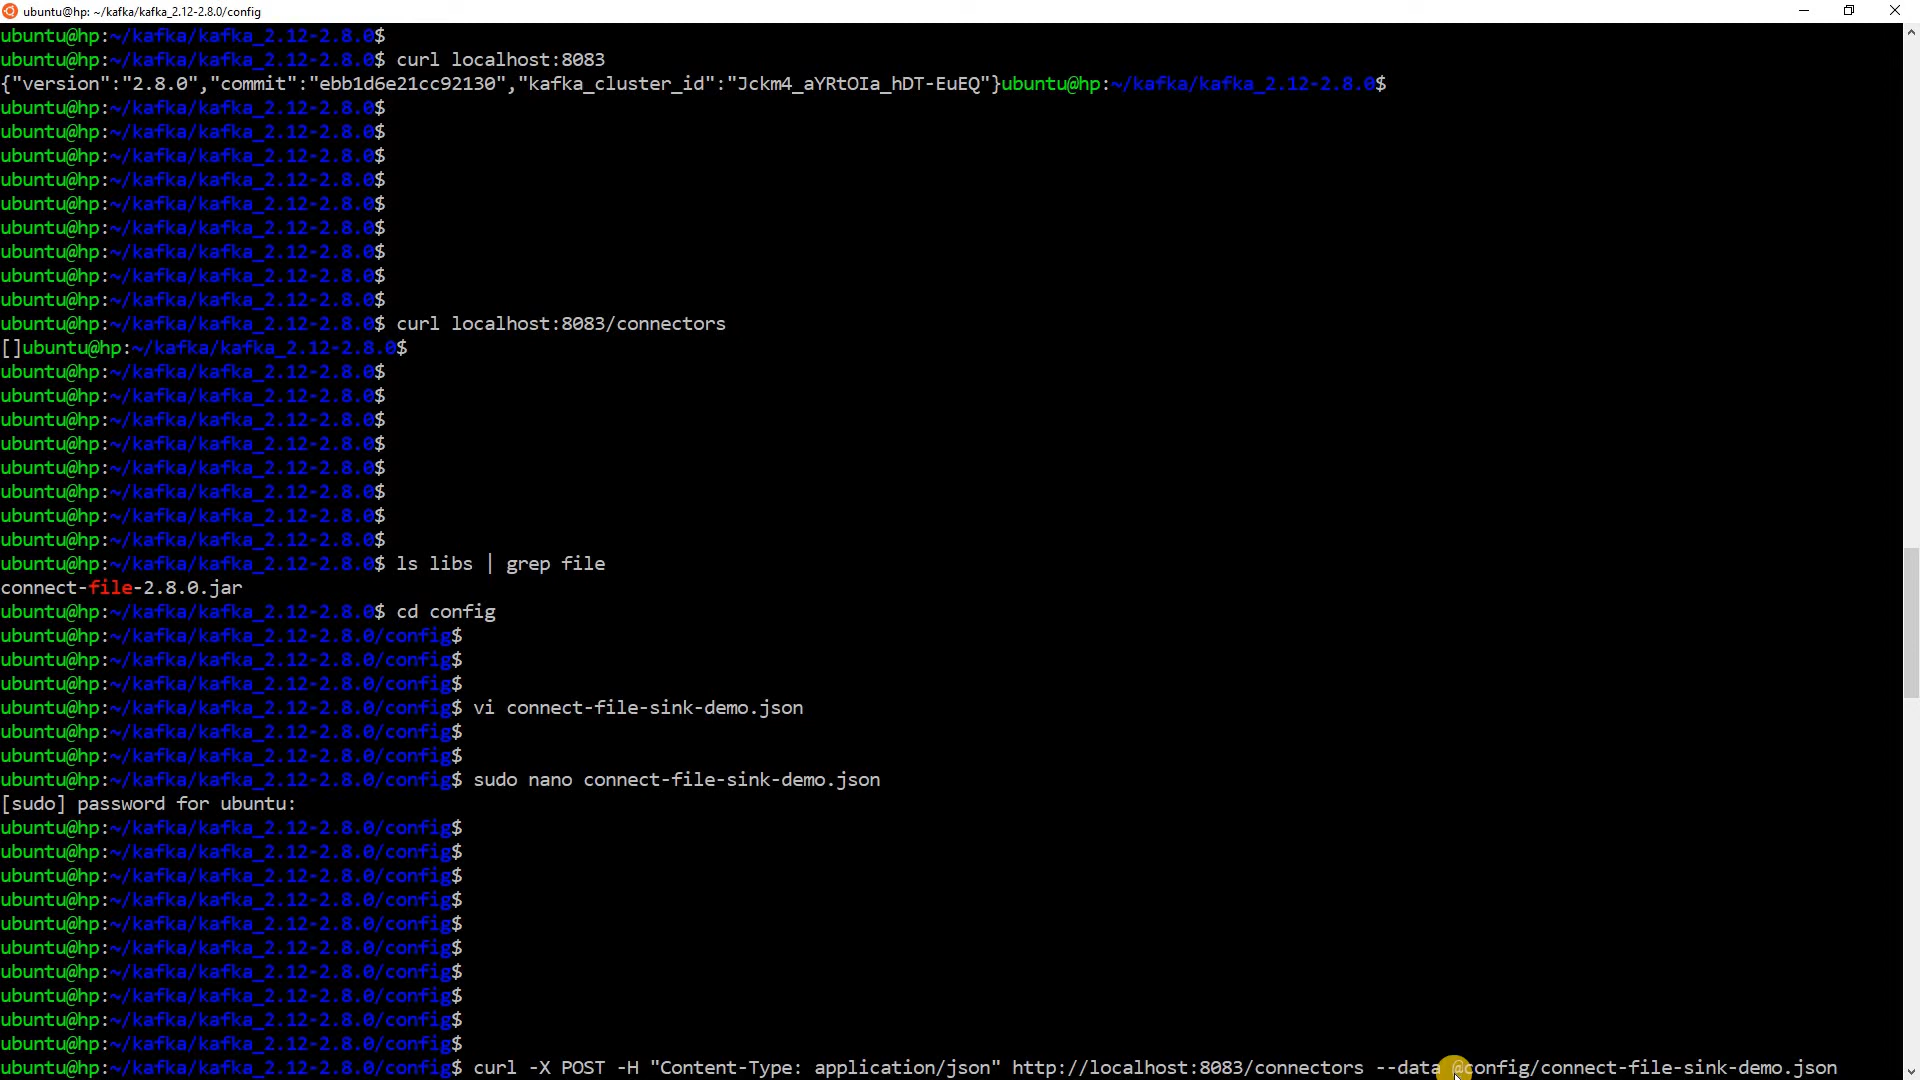 ubuntu@hp: ~/kafka/kafka_2.12-2.8.0/config
ubuntu@hp:~/kafka/kafka_2.12-2.8.0$
ubuntu@hp:~/kafka/kafka_2.12-2.8.0$ curl localhost:8083
{"version":"2.8.0","commit":"ebb1d6e21cc92130","kafka_cluster_id":"Jckm4_aYRtOIa_hDT-EuEQ"}ubuntu@hp:~/kafka/kafka_2.12-2.8.0$
ubuntu@hp:~/kafka/kafka_2.12-2.8.0$
ubuntu@hp:~/kafka/kafka_2.12-2.8.0$
ubuntu@hp:~/kafka/kafka_2.12-2.8.0$
ubuntu@hp:~/kafka/kafka_2.12-2.8.0$
ubuntu@hp:~/kafka/kafka_2.12-2.8.0$
ubuntu@hp:~/kafka/kafka_2.12-2.8.0$
ubuntu@hp:~/kafka/kafka_2.12-2.8.0$
ubuntu@hp:~/kafka/kafka_2.12-2.8.0$
ubuntu@hp:~/kafka/kafka_2.12-2.8.0$
ubuntu@hp:~/kafka/kafka_2.12-2.8.0$ curl localhost:8083/connectors
[]ubuntu@hp:~/kafka/kafka_2.12-2.8.0$
ubuntu@hp:~/kafka/kafka_2.12-2.8.0$
ubuntu@hp:~/kafka/kafka_2.12-2.8.0$
ubuntu@hp:~/kafka/kafka_2.12-2.8.0$
ubuntu@hp:~/kafka/kafka_2.12-2.8.0$
ubuntu@hp:~/kafka/kafka_2.12-2.8.0$
ubuntu@hp:~/kafka/kafka_2.12-2.8.0$
ubuntu@hp:~/kafka/kafka_2.12-2.8.0$
ubuntu@hp:~/kafka/kafka_2.12-2.8.0$
ubuntu@hp:~/kafka/kafka_2.12-2.8.0$ ls libs | grep file
connect-file-2.8.0.jar
ubuntu@hp:~/kafka/kafka_2.12-2.8.0$ cd config
ubuntu@hp:~/kafka/kafka_2.12-2.8.0/config$
ubuntu@hp:~/kafka/kafka_2.12-2.8.0/config$
ubuntu@hp:~/kafka/kafka_2.12-2.8.0/config$
ubuntu@hp:~/kafka/kafka_2.12-2.8.0/config$ vi connect-file-sink-demo.json
ubuntu@hp:~/kafka/kafka_2.12-2.8.0/config$
ubuntu@hp:~/kafka/kafka_2.12-2.8.0/config$
ubuntu@hp:~/kafka/kafka_2.12-2.8.0/config$ sudo nano connect-file-sink-demo.json
[sudo] password for ubuntu:
ubuntu@hp:~/kafka/kafka_2.12-2.8.0/config$
ubuntu@hp:~/kafka/kafka_2.12-2.8.0/config$
ubuntu@hp:~/kafka/kafka_2.12-2.8.0/config$
ubuntu@hp:~/kafka/kafka_2.12-2.8.0/config$
ubuntu@hp:~/kafka/kafka_2.12-2.8.0/config$
ubuntu@hp:~/kafka/kafka_2.12-2.8.0/config$
ubuntu@hp:~/kafka/kafka_2.12-2.8.0/config$
ubuntu@hp:~/kafka/kafka_2.12-2.8.0/config$
ubuntu@hp:~/kafka/kafka_2.12-2.8.0/config$
ubuntu@hp:~/kafka/kafka_2.12-2.8.0/config$
ubuntu@hp:~/kafka/kafka_2.12-2.8.0/config$ curl -X POST -H "Content-Type: application/json" http://localhost:8083/connectors --data @config/connect-file-sink-demo.json